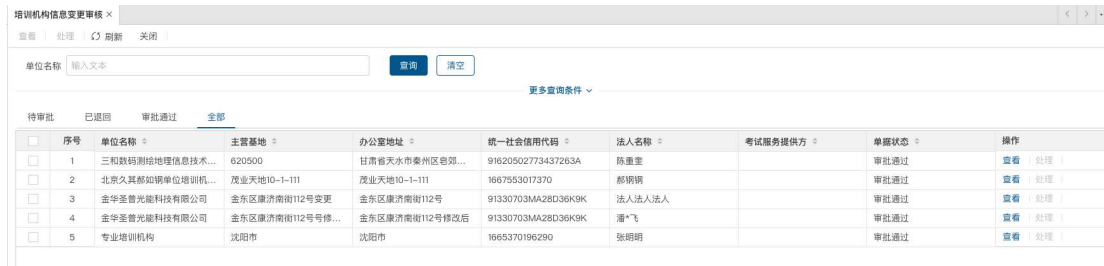 培训机构信息变更审核 ×
查看 处理 刷新 关闭
单位名称 输入文本 查询 清空
更多查询条件
待审批 已退回 审批通过 全部
序号 单位名称 主营基地 办公室地址 统一社会信用代码 法人名称 考试服务提供方 单据状态 操作
1 三和数码测绘地理信息技术... 620500 甘肃省天水市秦州区皂郊... 91620502773437263A 陈重奎 审批通过 查看 处理
2 北京久其郝如钢单位培训机... 茂业天地10-1-111 茂业天地10-1-111 1667553017370 郝钢钢 审批通过 查看 处理
3 金华圣普光能科技有限公司 金东区康济南街112号变更 金东区康济南街112号 91330703MA28D36K9K 法人法人法人 审批通过 查看 处理
4 金华圣普光能科技有限公司 金东区康济南街112号号修... 金东区康济南街112号修改后 91330703MA28D36K9K 潘*飞 审批通过 查看 处理
5 专业培训机构 沈阳市 沈阳市 1665370196290 张明明 审批通过 查看 处理